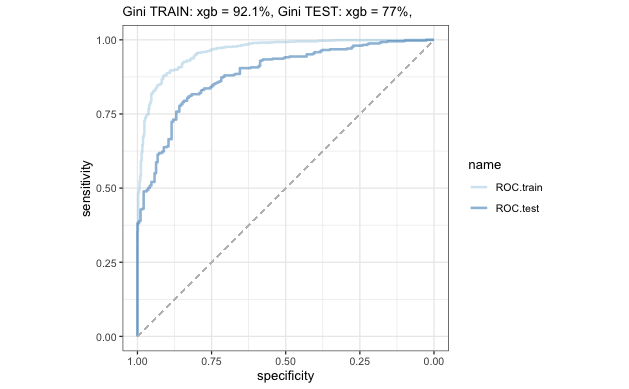 Gini TRAIN: xgb = 92.1%, Gini TEST: xgb = 77%,
1.00
0.75
0.50
0.25
0.00
sensitivity
1.00 0.75 0.50 0.25 0.00
specificity
name
ROC.train
ROC.test